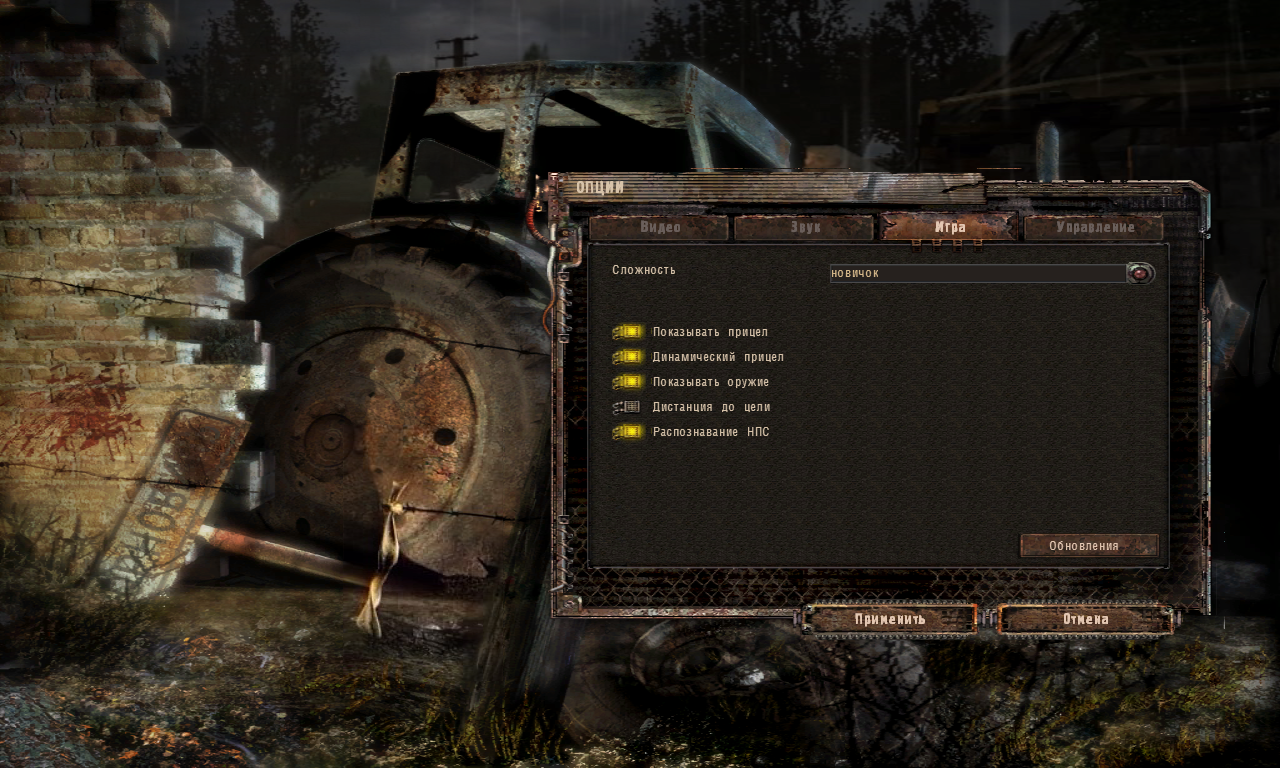 ОПЦИИ
Видео Звук Игра Управление
Сложность новичок
Показывать прицел
Динамический прицел
Показывать оружие
Дистанция до цели
Распознавание НПС
Обновления
Применить Отмена